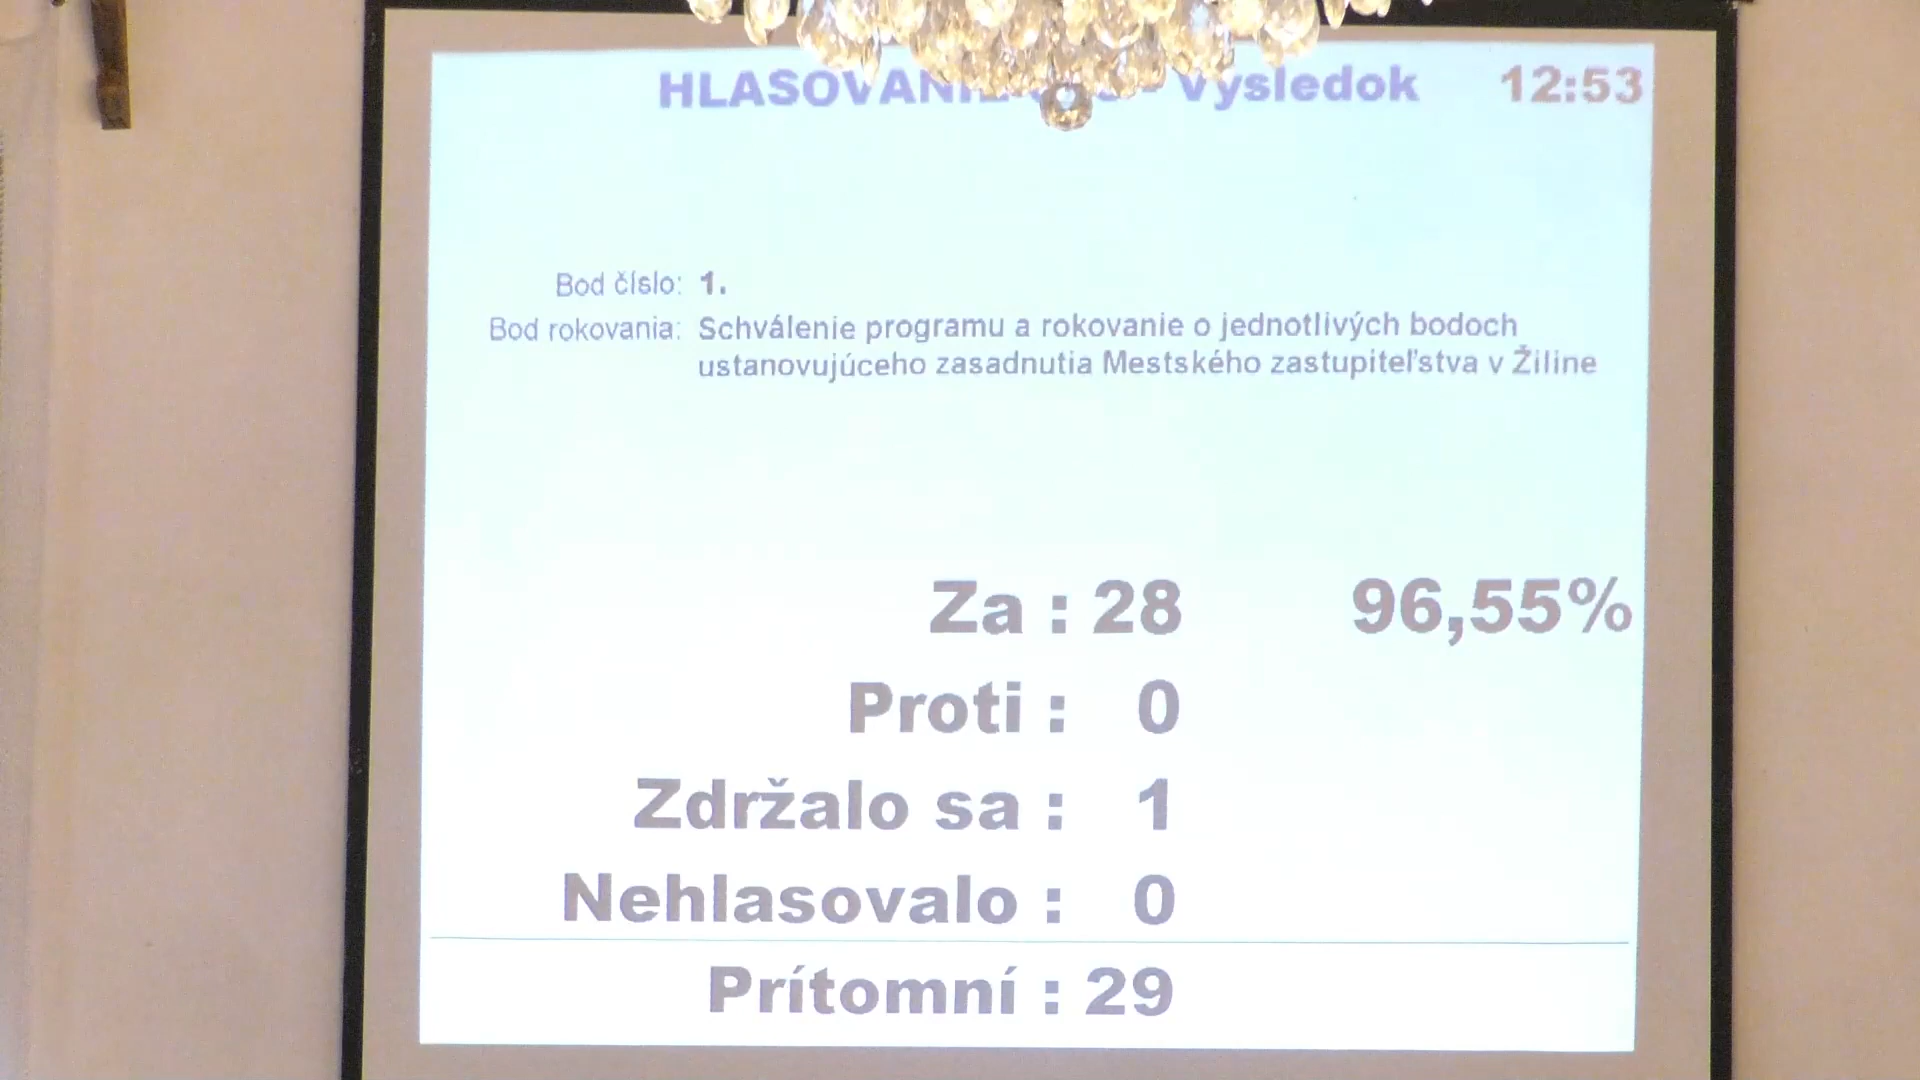 HLASOVANIE - Výsledok 12:53
Bod číslo: 1.
Bod rokovania: Schválenie programu a rokovanie o jednotlivých bodoch
ustanovujúceho zasadnutia Mestského zastupiteľstva v Žiline
Za : 28 96,55%
Proti : 0
Zdržalo sa : 1
Nehlasovalo : 0
Prítomní : 29